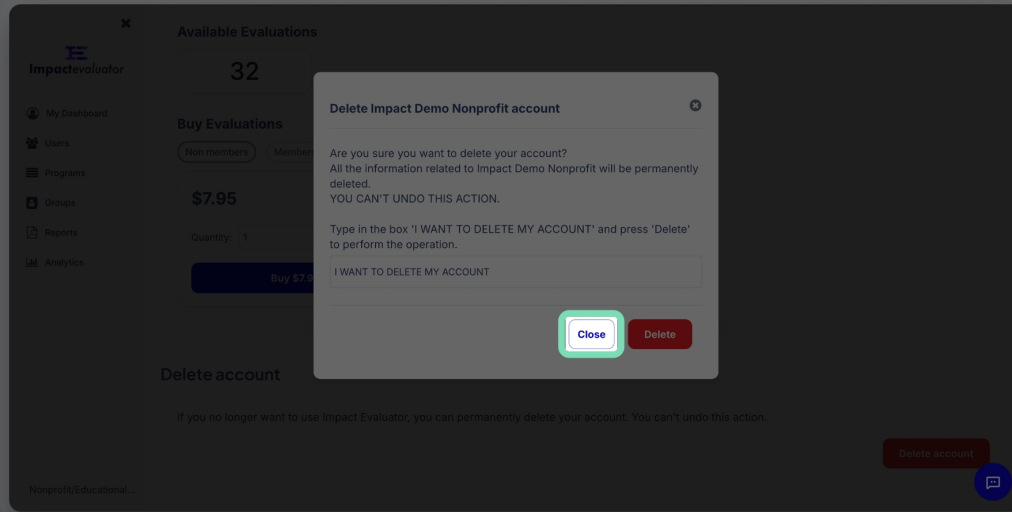 Impactevaluator
My Dashboard
Users
Programs
Groups
Reports
Analytics
Nonprofit/Educational...
Available Evaluations
32
Buy Evaluations
Non members
Member
$7.95
Quantity: 1
Buy $7.9
Delete Impact Demo Nonprofit account
Are you sure you want to delete your account?
All the information related to Impact Demo Nonprofit will be permanently
deleted.
YOU CAN'T UNDO THIS ACTION.
Type in the box 'I WANT TO DELETE MY ACCOUNT' and press 'Delete'
to perform the operation.
I WANT TO DELETE MY ACCOUNT
Close
Delete
Delete account
If you no longer want to use Impact Evaluator, you can permanently delete your account. You can't undo this action.
Delete account